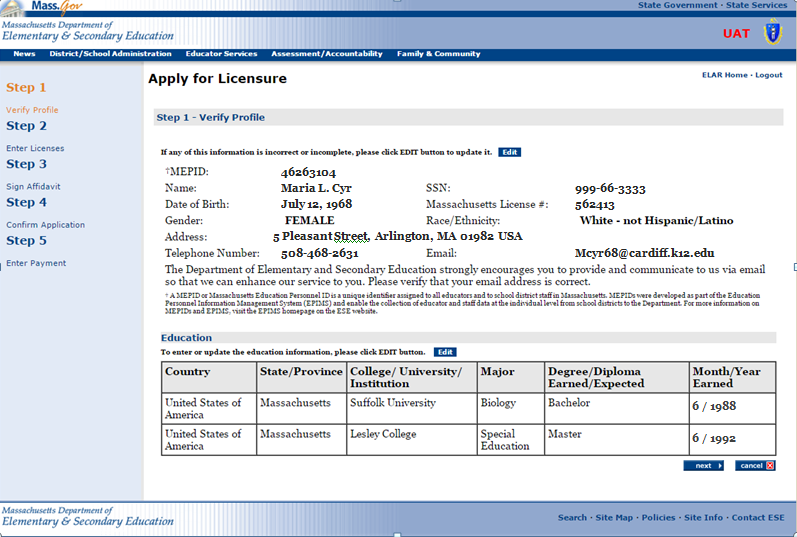 Mass.Gov
State Government · State Services
Massachusetts Department of
Elementary & Secondary Education
UAT
News District/School Administration Educator Services Assessment/Accountability Family & Community
Apply for Licensure
ELAR Home · Logout
Step 1
Verify Profile
Step 2
Enter Licenses
Step 3
Sign Affidavit
Step 4
Confirm Application
Step 5
Enter Payment
Step 1 - Verify Profile
If any of this information is incorrect or incomplete, please click EDIT button to update it. Edit
†MEPID: 46263104
Name: Maria L. Cyr SSN: 999-66-3333
Date of Birth: July 12, 1968 Massachusetts License #: 562413
Gender: FEMALE Race/Ethnicity: White - not Hispanic/Latino
Address: 5 PleasantStreet, Arlington, MA 01982 USA
Telephone Number: 508-468-2631 Email: Mcyr68@cardiff.k12.edu
The Department of Elementary and Secondary Education strongly encourages you to provide and communicate to us via email
so that we can enhance our service to you. Please verify that your email address is correct.
† A MEPID or Massachusetts Education Personnel ID is a unique identifier assigned to all educators and to school district staff in Massachusetts. MEPIDs were developed as part of the Education
Personnel Information Management System (EPIMS) and enable the collection of educator and staff data at the individual level from school districts to the Department. For more information on
MEPIDs and EPIMS, visit the EPIMS homepage on the ESE website.
Education
To enter or update the education information, please click EDIT button. Edit
Country State/Province College/ University/ Institution Major Degree/Diploma Earned/Expected Month/Year Earned
United States of America Massachusetts Suffolk University Biology Bachelor 6 / 1988
United States of America Massachusetts Lesley College Special Education Master 6 / 1992
next cancel
Massachusetts Department of
Elementary & Secondary Education
Search · Site Map · Policies · Site Info · Contact ESE